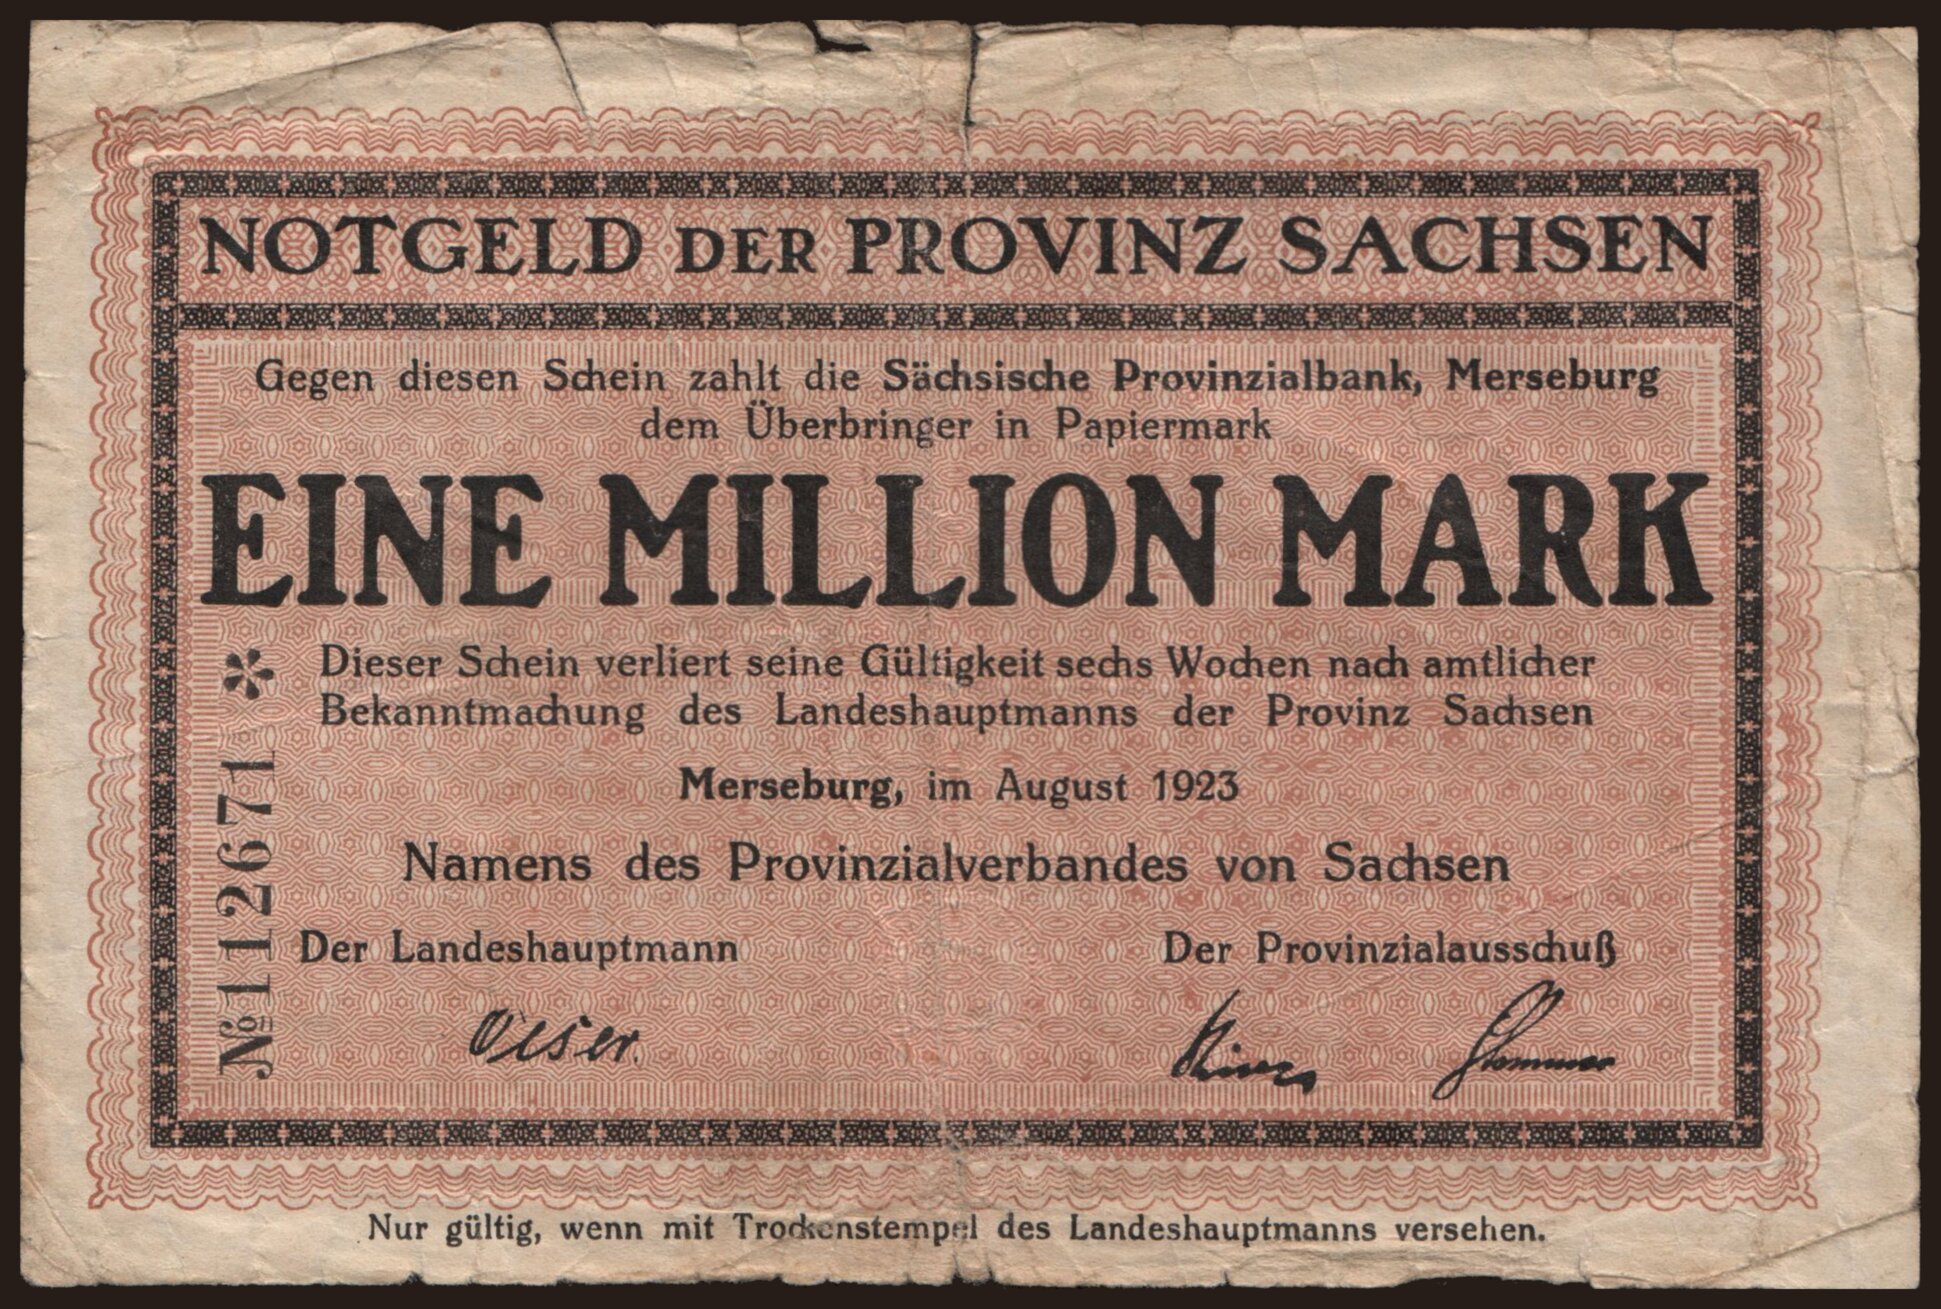 NOTGELD DER PROVINZ SACHSEN
Gegen diesen Schein zahlt die Sächsische Provinzialbank, Merseburg
dem Überbringer in Papiermark
EINE MILLION MARK
Dieser Schein verliert seine Gültigkeit sechs Wochen nach amtlicher
Bekanntmachung des Landeshauptmanns der Provinz Sachsen
Merseburg, im August 1923
Namens des Provinzialverbandes von Sachsen
Der Landeshauptmann
Der Provinzialausschuß
№ 112671 *
Nur gültig, wenn mit Trockenstempel des Landeshauptmanns versehen.